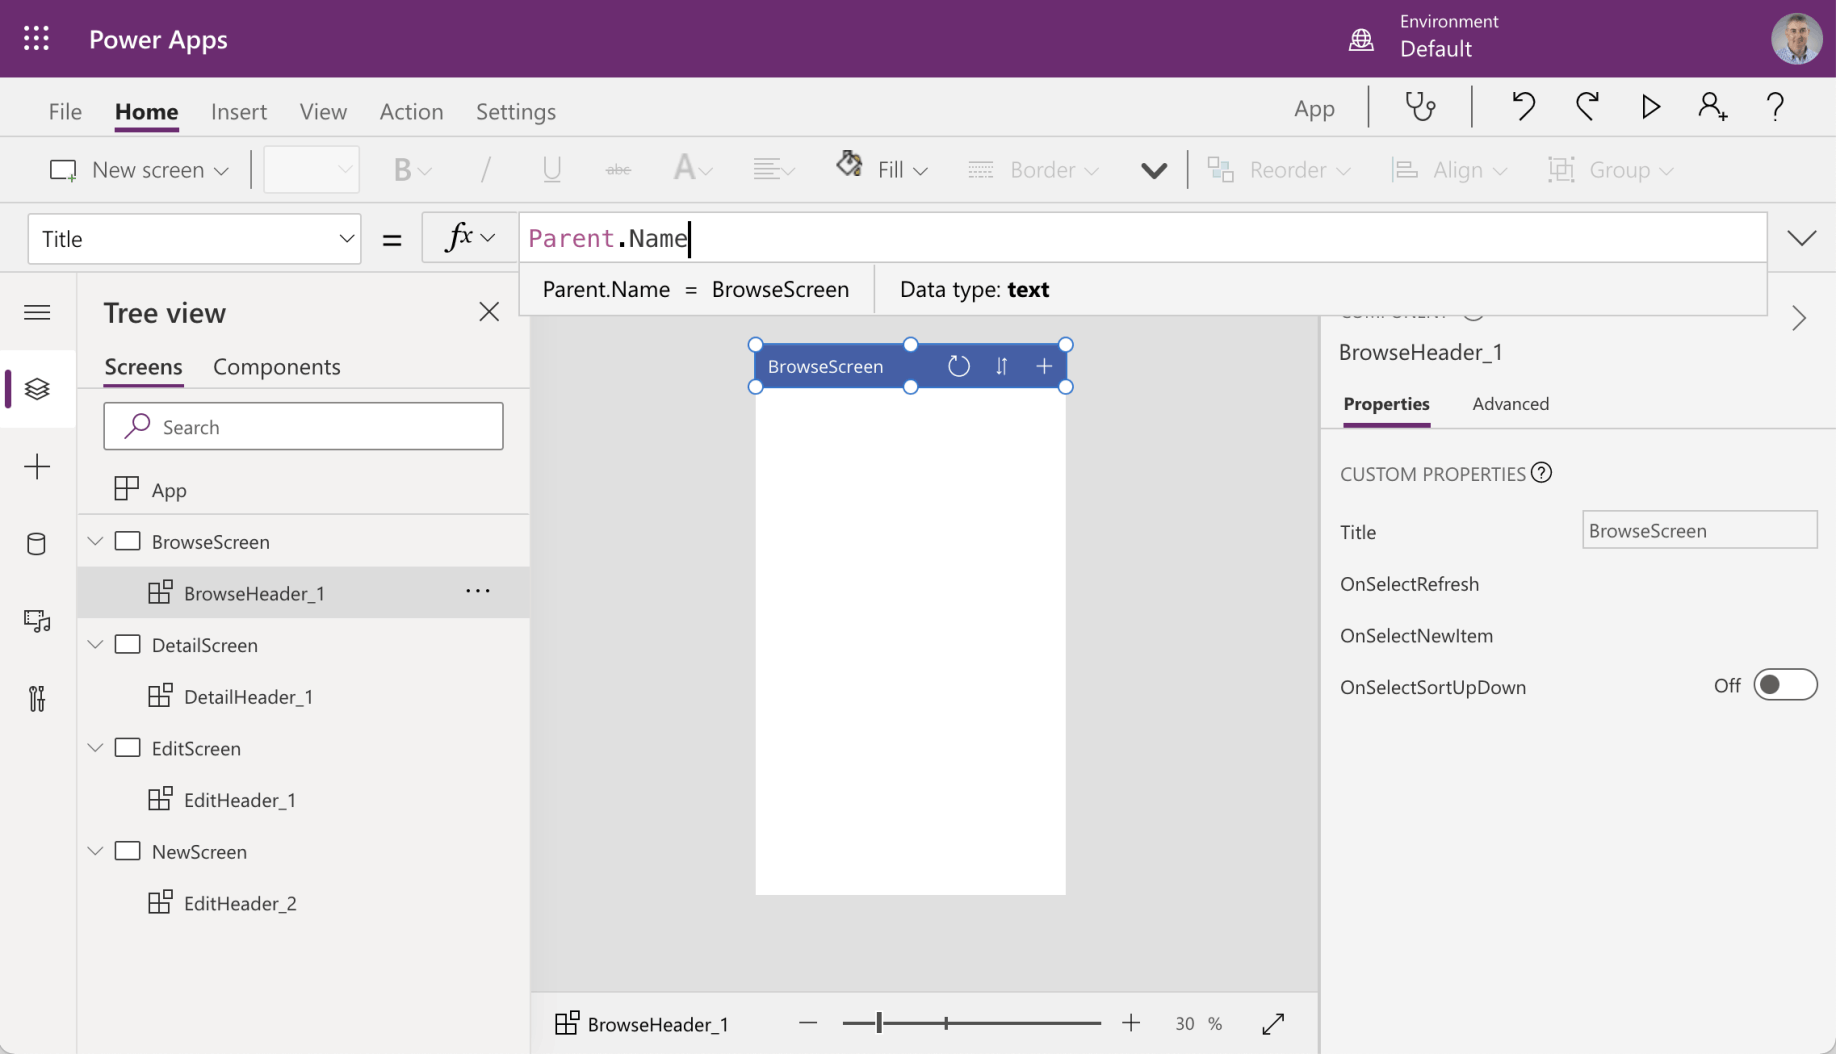 Power Apps
Environment
Default
File Home Insert View Action Settings
App
New screen B / U abc A Fill Border Reorder Align Group
Title = fx Parent.Name
Parent.Name = BrowseScreen Data type: text
Tree view
Screens Components
Search
App
BrowseScreen
BrowseHeader_1
DetailScreen
DetailHeader_1
EditScreen
EditHeader_1
NewScreen
EditHeader_2
BrowseScreen
BrowseHeader_1 30 %
BrowseHeader_1
Properties Advanced
CUSTOM PROPERTIES
Title BrowseScreen
OnSelectRefresh
OnSelectNewItem
OnSelectSortUpDown Off